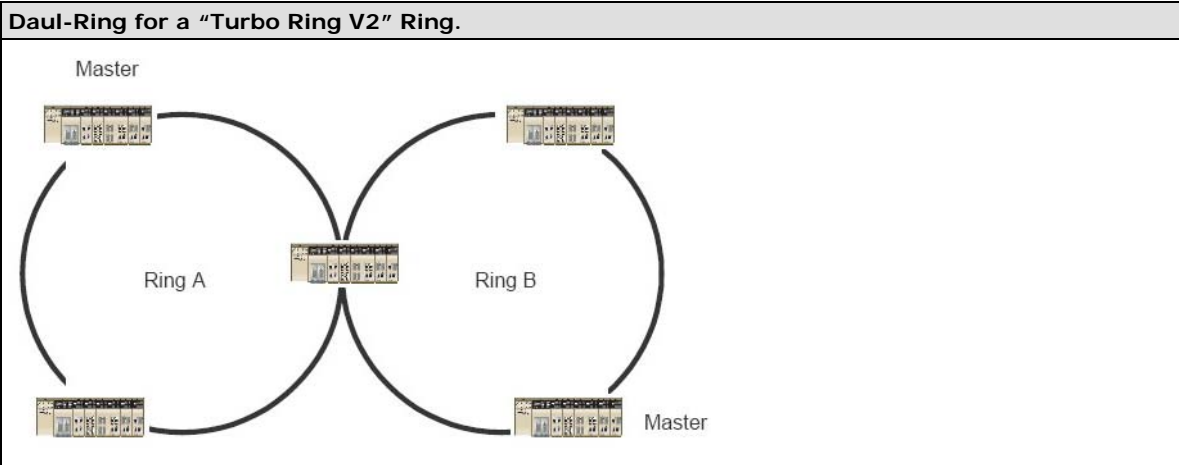 Daul-Ring for a “Turbo Ring V2” Ring.
Master
Ring A
Ring B
Master